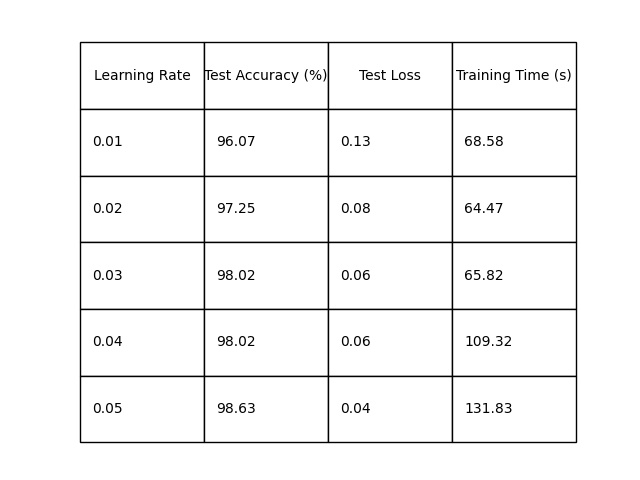 Learning Rate Test Accuracy (%) Test Loss Training Time (s)
0.01 96.07 0.13 68.58
0.02 97.25 0.08 64.47
0.03 98.02 0.06 65.82
0.04 98.02 0.06 109.32
0.05 98.63 0.04 131.83